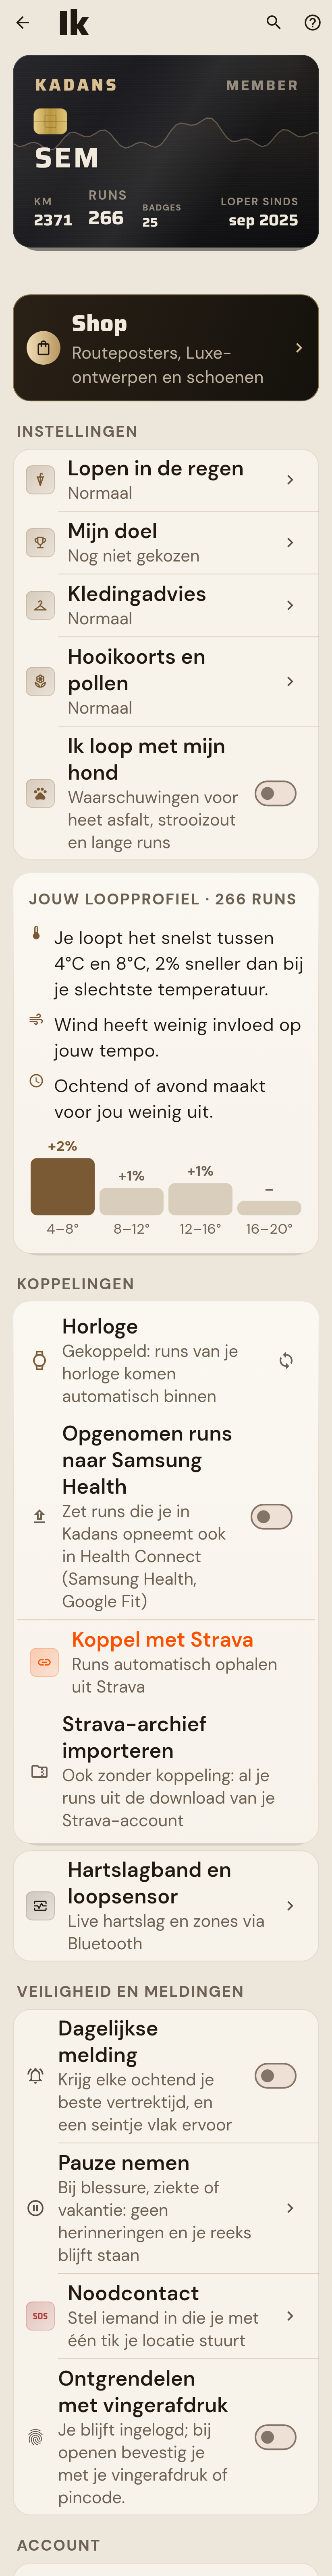 Ik
KADANS
MEMBER
SEM
KM
2371
RUNS
266
BADGES
25
LOPER SINDS
sep 2025
Shop
Routeposters, Luxe-
ontwerpen en schoenen
INSTELLINGEN
Lopen in de regen
Normaal
Mijn doel
Nog niet gekozen
Kledingadvies
Normaal
Hooikoorts en
pollen
Normaal
Ik loop met mijn
hond
Waarschuwingen voor
heet asfalt, strooizout
en lange runs
JOUW LOOPPROFIEL · 266 RUNS
Je loopt het snelst tussen
4°C en 8°C, 2% sneller dan bij
je slechtste temperatuur.
Wind heeft weinig invloed op
jouw tempo.
Ochtend of avond maakt
voor jou weinig uit.
+2%
+1%
+1%
–
4–8°
8–12°
12–16°
16–20°
KOPPELINGEN
Horloge
Gekoppeld: runs van je
horloge komen
automatisch binnen
Opgenomen runs
naar Samsung
Health
Zet runs die je in
Kadans opneemt ook
in Health Connect
(Samsung Health,
Google Fit)
Koppel met Strava
Runs automatisch ophalen
uit Strava
Strava-archief
importeren
Ook zonder koppeling: al je
runs uit de download van je
Strava-account
Hartslagband en
loopsensor
Live hartslag en zones via
Bluetooth
VEILIGHEID EN MELDINGEN
Dagelijkse
melding
Krijg elke ochtend je
beste vertrektijd, en
een seintje vlak ervoor
Pauze nemen
Bij blessure, ziekte of
vakantie: geen
herinneringen en je reeks
blijft staan
SOS
Noodcontact
Stel iemand in die je met
één tik je locatie stuurt
Ontgrendelen
met vingerafdruk
Je blijft ingelogd; bij
openen bevestig je
met je vingerafdruk of
pincode.
ACCOUNT